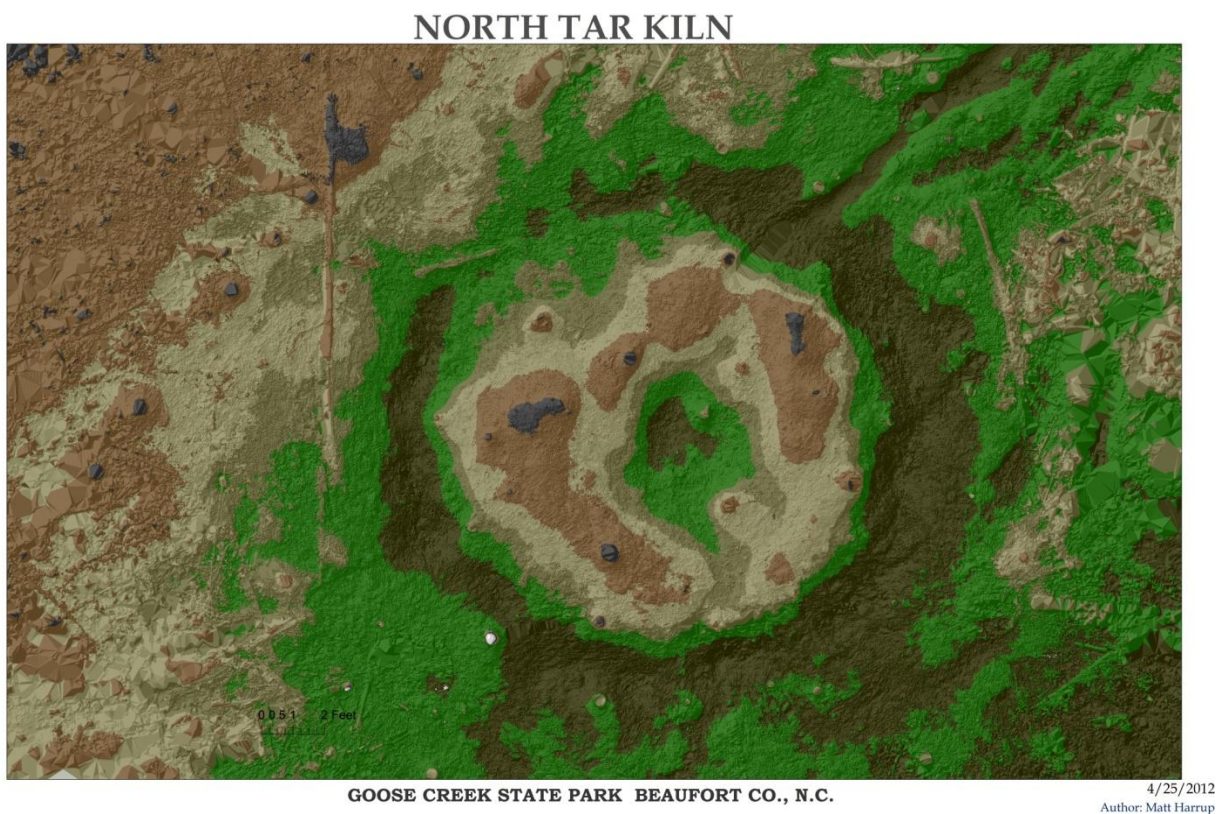 NORTH TAR KILN
0 0.5 1 2 Feet
GOOSE CREEK STATE PARK BEAUFORT CO., N.C.
4/25/2012
Author: Matt Harrup